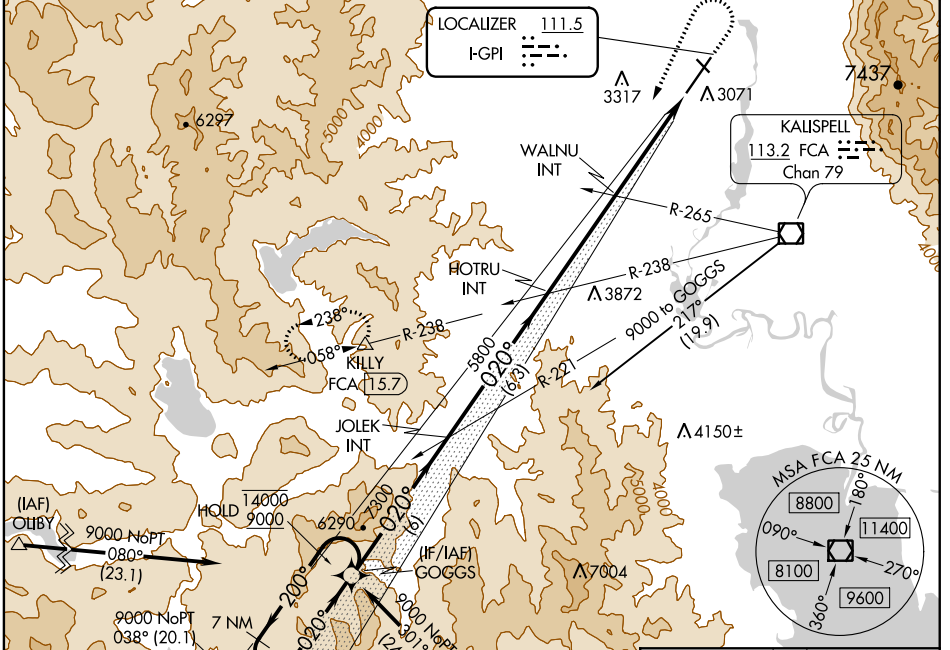 LOCALIZER 111.5
I-GPI
3317
3071
7437
6297
5000
4000
KALISPELL
113.2 FCA
Chan 79
WALNU
INT
R-265
4000
HOTRU
INT
R-238
3872
9000 to GOGGS
217°
(19.9)
238°
R-238
058°
KILLY
FCA 15.7
5800
020°
(6.3)
R-221
JOLEK
INT
4150±
5000
4000
MSA FCA 25 NM
180°
8800
090°
11400
8100
270°
9600
360°
(IAF)
OLIBY
9000 NoPT
080°
(23.1)
HOLD
14000
9000
6290
7300
020°
(6)
(IF/IAF)
GOGGS
7004
200°
020°
9000 NoPT
301°
9000 NoPT
038° (20.1)
7 NM